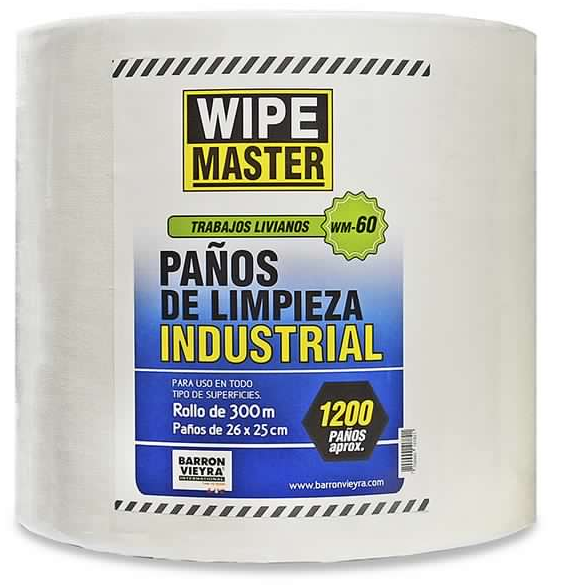 WIPE
MASTER
TRABAJOS LIVIANOS
WM-60
PAÑOS
DE LIMPIEZA
INDUSTRIAL
PARA USO EN TODO
TIPO DE SUPERFICIES.
Rollo de 300 m
Paños de 26 x 25 cm
1200
PAÑOS
aprox.
BARRON
VIEYRA
INTERNATIONAL
www.barronvieyra.com